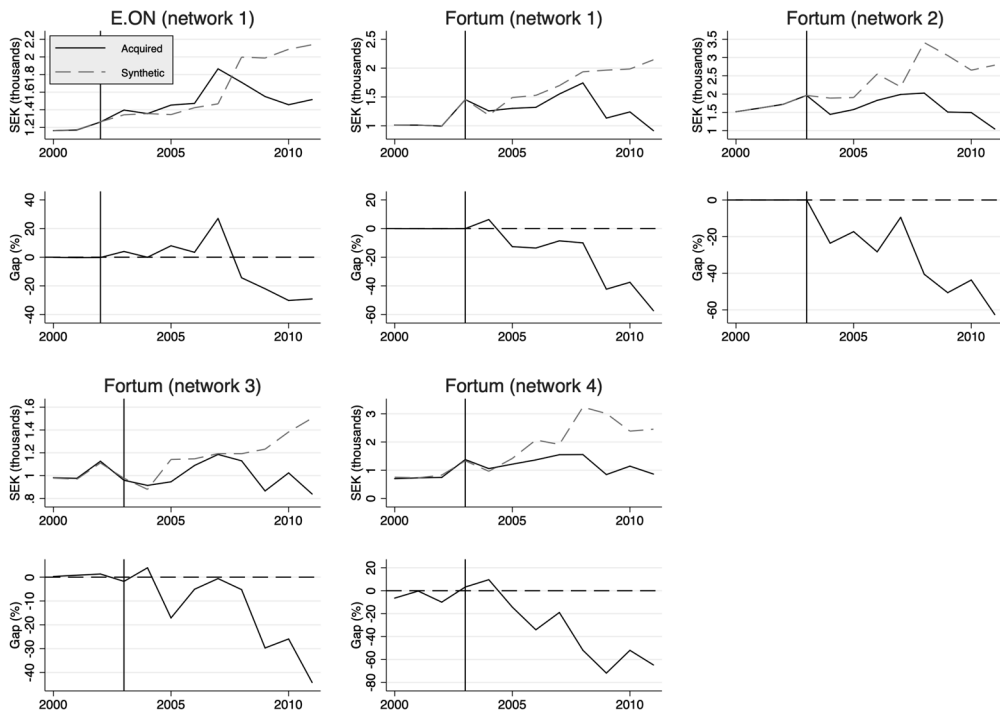 E.ON (network 1)
SEK (thousands)
1.21.41.61.8 2 2.2
Acquired
Synthetic
2000 2005 2010
Gap (%)
-40 -20 0 20 40
2000 2005 2010
Fortum (network 1)
SEK (thousands)
1 1.5 2 2.5
2000 2005 2010
Gap (%)
-60 -40 -20 0 20
2000 2005 2010
Fortum (network 2)
SEK (thousands)
1 1.5 2 2.5 3 3.5
2000 2005 2010
Gap (%)
-60 -40 -20 0
2000 2005 2010
Fortum (network 3)
SEK (thousands)
.8 1 1.2 1.4 1.6
2000 2005 2010
Gap (%)
-40 -30 -20 -10 0
2000 2005 2010
Fortum (network 4)
SEK (thousands)
0 1 2 3
2000 2005 2010
Gap (%)
-80 -60 -40 -20 0 20
2000 2005 2010